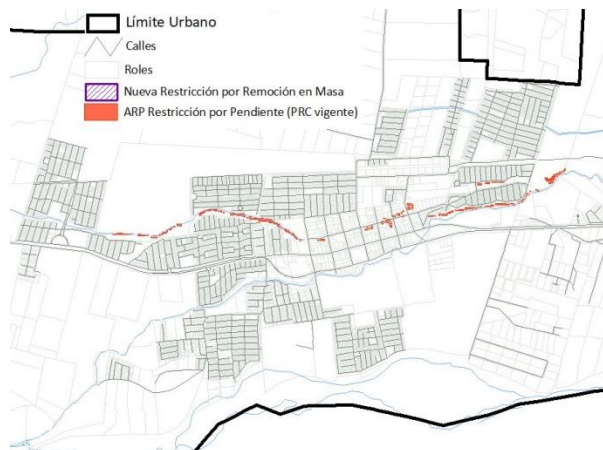 Límite Urbano
Calles
Roles
Nueva Restricción por Remoción en Masa
ARP Restricción por Pendiente (PRC vigente)